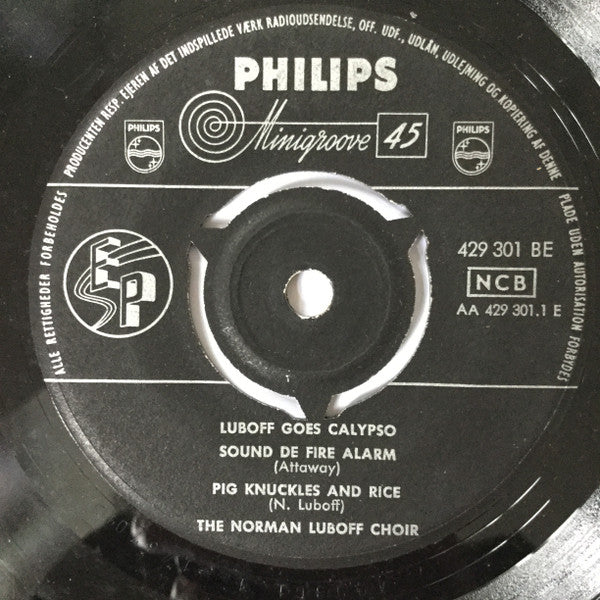 ALLE RETTIGHEDER FORBEHOLDES PRODUCENTEN RESP. EJEREN AF DET INDSPILLEDE VÆRK RADIOUDSENDELSE, OFF. UDF., UDLÅN, UDLEJNING OG KOPIERING AF DENNE PLADE UDEN AUTORISATION FORBYDES
PHILIPS
PHILIPS
Minigroove 45
PHILIPS
EP
429 301 BE
NCB
AA 429 301.1 E
LUBOFF GOES CALYPSO
SOUND DE FIRE ALARM
(Attaway)
PIG KNUCKLES AND RICE
(N. Luboff)
THE NORMAN LUBOFF CHOIR